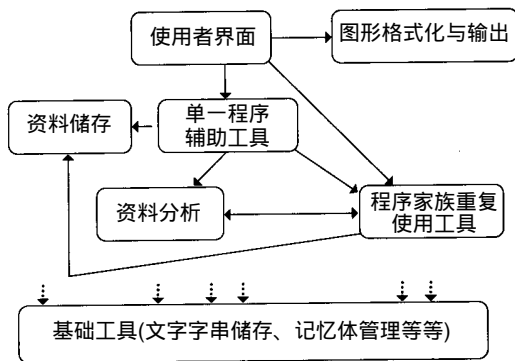 使用者界面
图形格式化与输出
单一程序
辅助工具
资料储存
资料分析
程序家族重复
使用工具
基础工具(文字字串储存、记忆体管理等等)